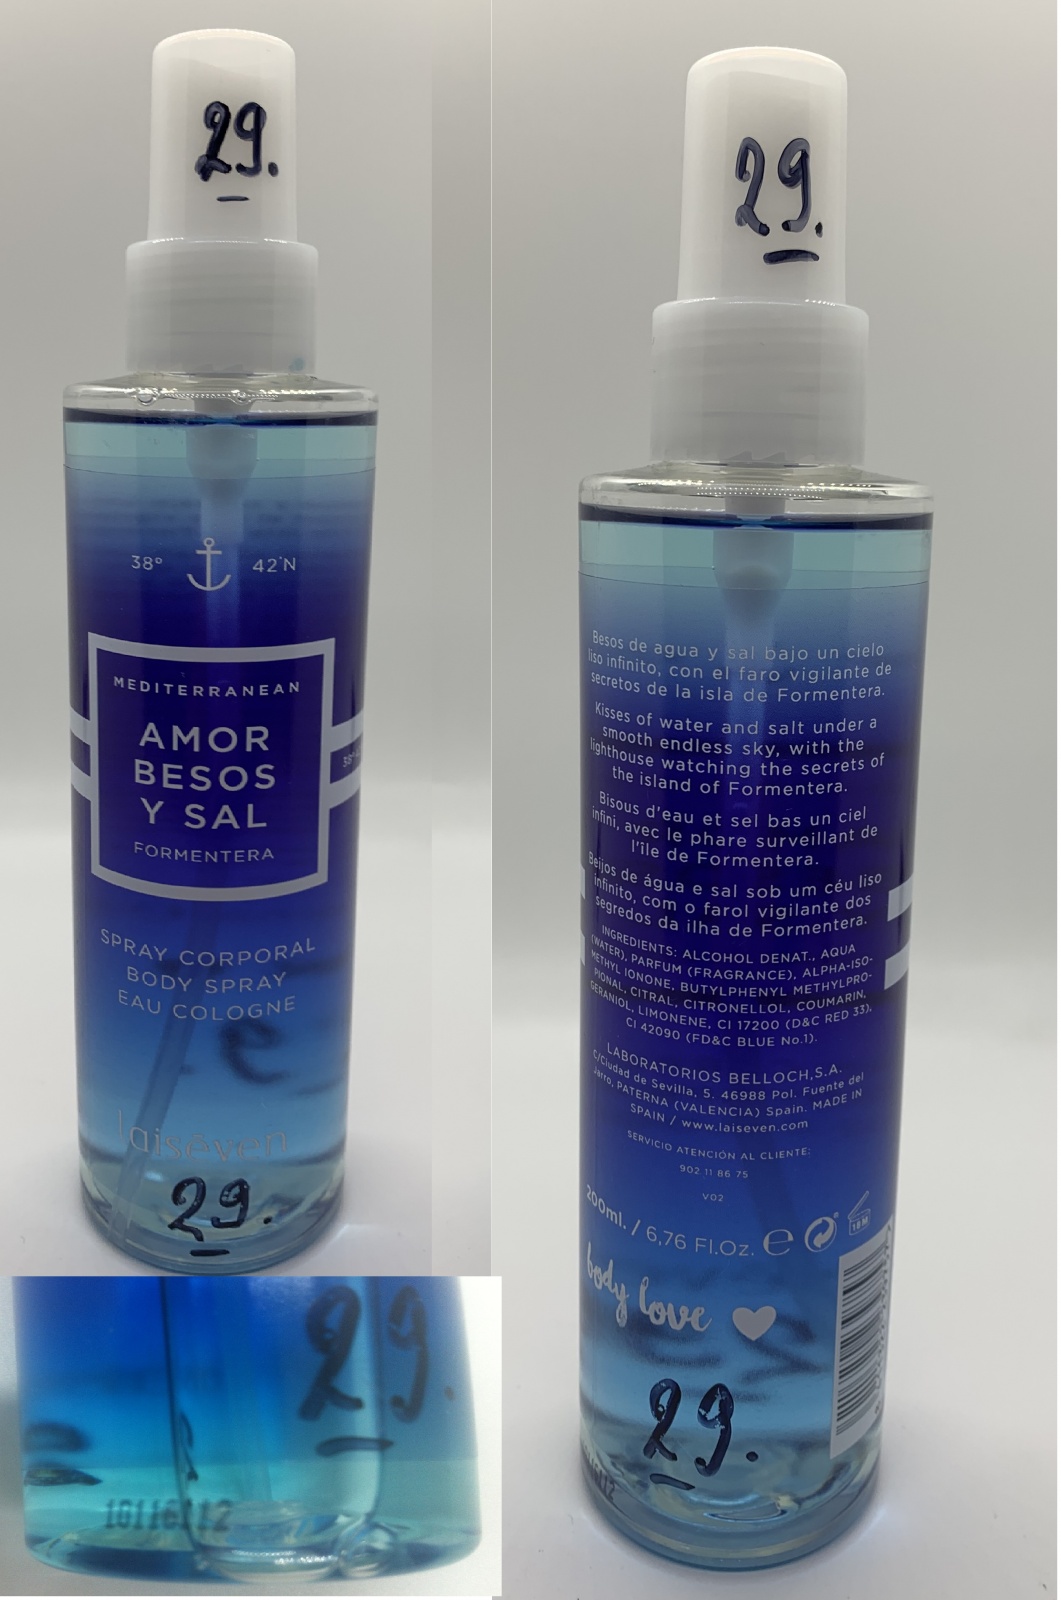 29.
38° 42'N
MEDITERRANEAN
AMOR
BESOS
Y SAL
FORMENTERA
SPRAY CORPORAL
BODY SPRAY
EAU COLOGNE
laiseven
29.
29.
29.
Besos de agua y sal bajo un cielo
liso infinito, con el faro vigilante de
secretos de la isla de Formentera.
Kisses of water and salt under a
smooth endless sky, with the
lighthouse watching the secrets of
the island of Formentera.
Bisous d'eau et sel bas un ciel
infini, avec le phare surveillant de
l'île de Formentera.
Beijos de água e sal sob um céu liso
infinito, com o farol vigilante dos
segredos da ilha de Formentera.
INGREDIENTS: ALCOHOL DENAT., AQUA
(WATER), PARFUM (FRAGRANCE), ALPHA-ISO-
METHYL IONONE, BUTYLPHENYL METHYLPRO-
PIONAL, CITRAL, CITRONELLOL, COUMARIN,
GERANIOL, LIMONENE, CI 17200 (D&C RED 33),
CI 42090 (FD&C BLUE No.1).
LABORATORIOS BELLOCH,S.A.
C/Ciudad de Sevilla, 5. 46988 Pol. Fuente del
Jarro, PATERNA (VALENCIA) Spain. MADE IN
SPAIN / www.laiseven.com
SERVICIO ATENCIÓN AL CLIENTE:
902 11 86 75
V02
200ml. / 6,76 Fl.Oz. e
18M
body love
29.